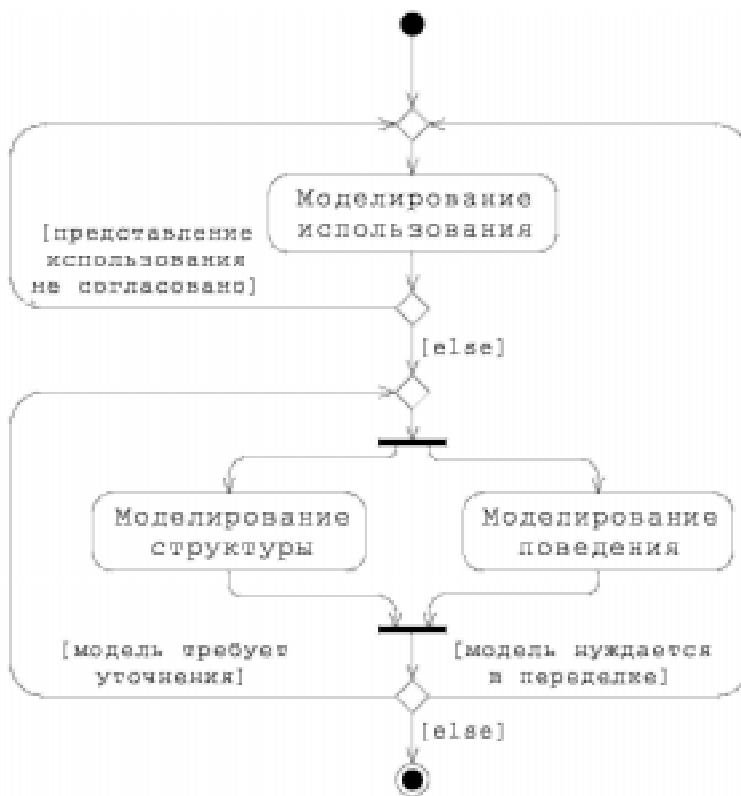 Моделирование
использования
[представление
использования
не согласовано]
[else]
Моделирование
структуры
Моделирование
поведения
[модель требует
уточнения]
[модель нуждается
в переделке]
[else]